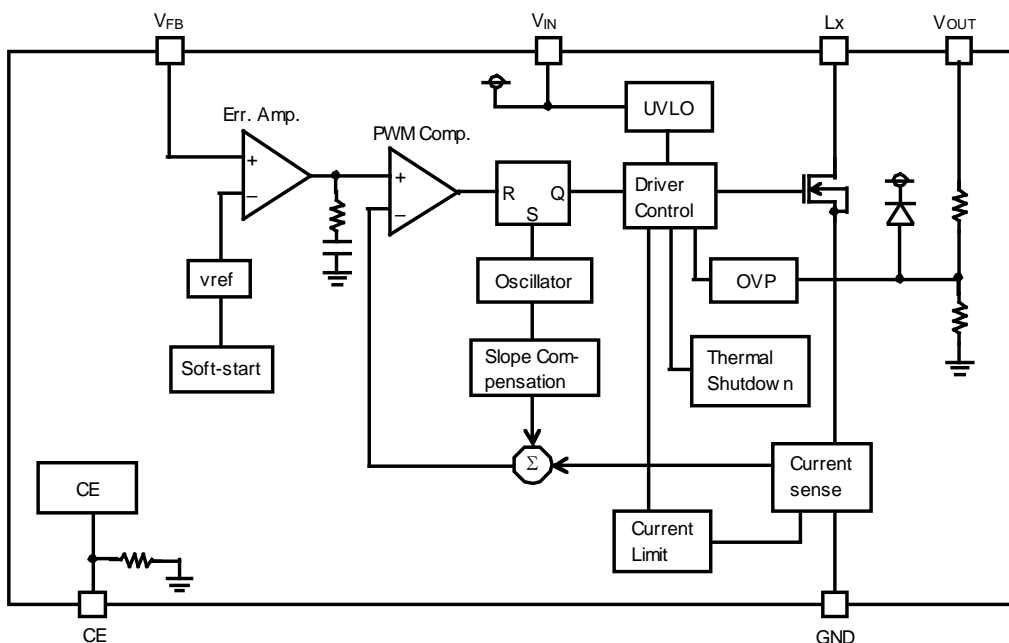 VFB
VIN
Lx
VOUT
UVLO
Err. Amp.
PWM Comp.
+
−
+
−
R
Q
S
Driver
Control
vref
Oscillator
OVP
Soft-start
Slope Com-
pensation
Thermal
Shutdown
Σ
Current
sense
CE
Current
Limit
CE
GND